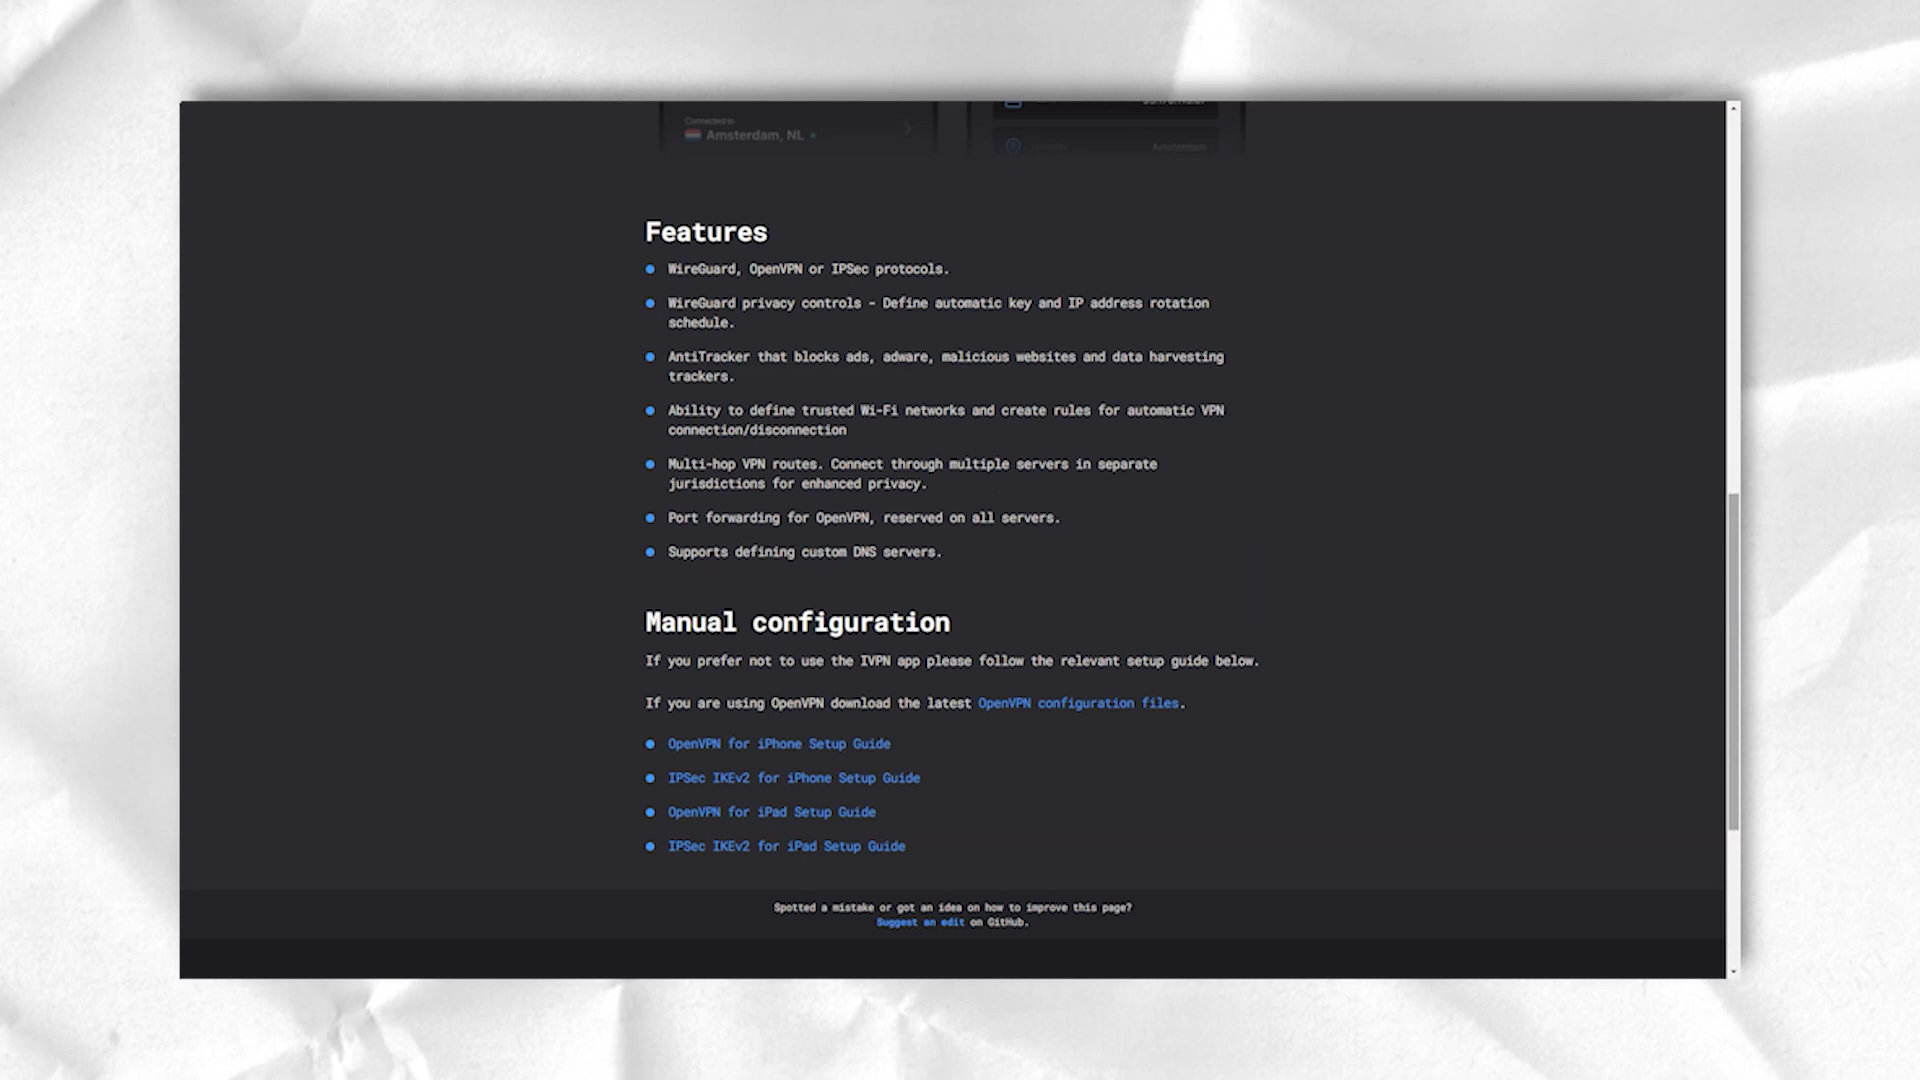 Connected to
Amsterdam, NL
Amsterdam
Features
WireGuard, OpenVPN or IPSec protocols.
WireGuard privacy controls - Define automatic key and IP address rotation
schedule.
AntiTracker that blocks ads, adware, malicious websites and data harvesting
trackers.
Ability to define trusted Wi-Fi networks and create rules for automatic VPN
connection/disconnection
Multi-hop VPN routes. Connect through multiple servers in separate
jurisdictions for enhanced privacy.
Port forwarding for OpenVPN, reserved on all servers.
Supports defining custom DNS servers.
Manual configuration
If you prefer not to use the IVPN app please follow the relevant setup guide below.
If you are using OpenVPN download the latest OpenVPN configuration files.
OpenVPN for iPhone Setup Guide
IPSec IKEv2 for iPhone Setup Guide
OpenVPN for iPad Setup Guide
IPSec IKEv2 for iPad Setup Guide
Spotted a mistake or got an idea on how to improve this page?
Suggest an edit on GitHub.